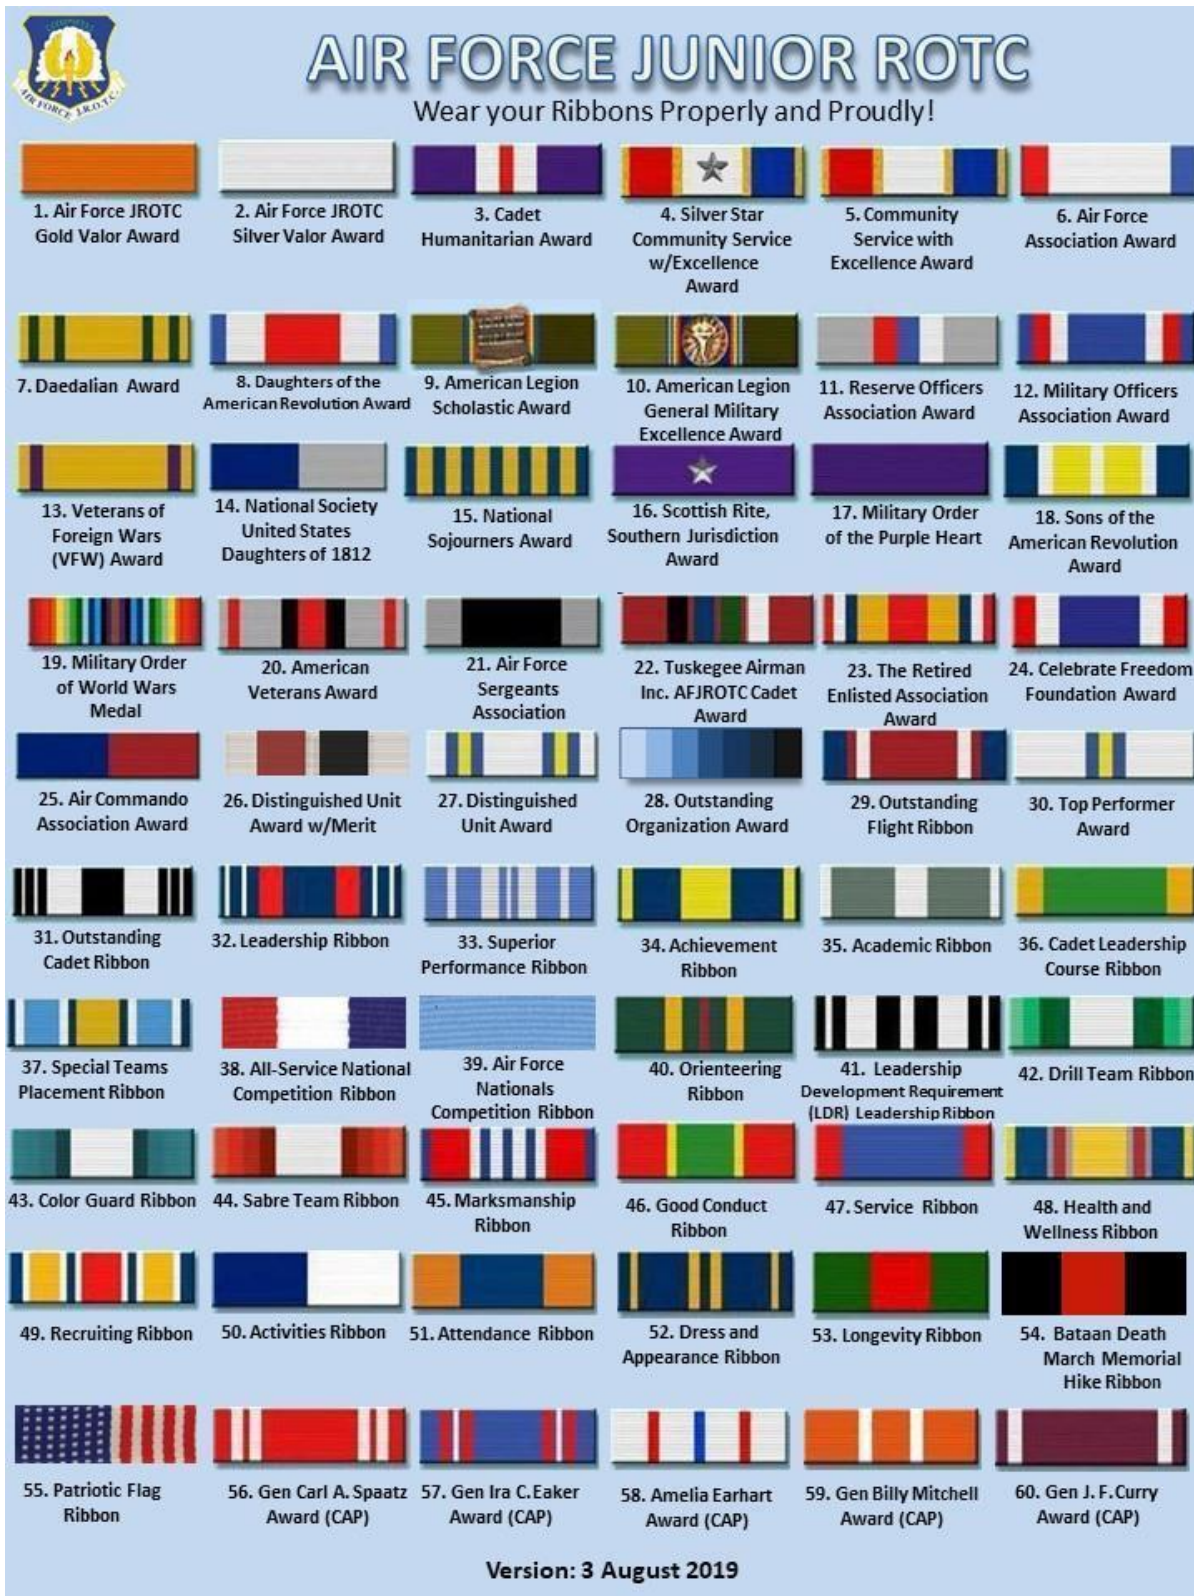 AIR FORCE JUNIOR ROTC
Wear your Ribbons Properly and Proudly!
AIR FORCE J.R.O.T.C.
1. Air Force JROTC
Gold Valor Award
2. Air Force JROTC
Silver Valor Award
3. Cadet
Humanitarian Award
4. Silver Star
Community Service
w/Excellence
Award
5. Community
Service with
Excellence Award
6. Air Force
Association Award
7. Daedalian Award
8. Daughters of the
American Revolution Award
9. American Legion
Scholastic Award
10. American Legion
General Military
Excellence Award
11. Reserve Officers
Association Award
12. Military Officers
Association Award
13. Veterans of
Foreign Wars
(VFW) Award
14. National Society
United States
Daughters of 1812
15. National
Sojourners Award
16. Scottish Rite,
Southern Jurisdiction
Award
17. Military Order
of the Purple Heart
18. Sons of the
American Revolution
Award
19. Military Order
of World Wars
Medal
20. American
Veterans Award
21. Air Force
Sergeants
Association
22. Tuskegee Airman
Inc. AFJROTC Cadet
Award
23. The Retired
Enlisted Association
Award
24. Celebrate Freedom
Foundation Award
25. Air Commando
Association Award
26. Distinguished Unit
Award w/Merit
27. Distinguished
Unit Award
28. Outstanding
Organization Award
29. Outstanding
Flight Ribbon
30. Top Performer
Award
31. Outstanding
Cadet Ribbon
32. Leadership Ribbon
33. Superior
Performance Ribbon
34. Achievement
Ribbon
35. Academic Ribbon
36. Cadet Leadership
Course Ribbon
37. Special Teams
Placement Ribbon
38. All-Service National
Competition Ribbon
39. Air Force
Nationals
Competition Ribbon
40. Orienteering
Ribbon
41. Leadership
Development Requirement
(LDR) Leadership Ribbon
42. Drill Team Ribbon
43. Color Guard Ribbon
44. Sabre Team Ribbon
45. Marksmanship
Ribbon
46. Good Conduct
Ribbon
47. Service Ribbon
48. Health and
Wellness Ribbon
49. Recruiting Ribbon
50. Activities Ribbon
51. Attendance Ribbon
52. Dress and
Appearance Ribbon
53. Longevity Ribbon
54. Bataan Death
March Memorial
Hike Ribbon
55. Patriotic Flag
Ribbon
56. Gen Carl A. Spaatz
Award (CAP)
57. Gen Ira C. Eaker
Award (CAP)
58. Amelia Earhart
Award (CAP)
59. Gen Billy Mitchell
Award (CAP)
60. Gen J. F. Curry
Award (CAP)
Version: 3 August 2019